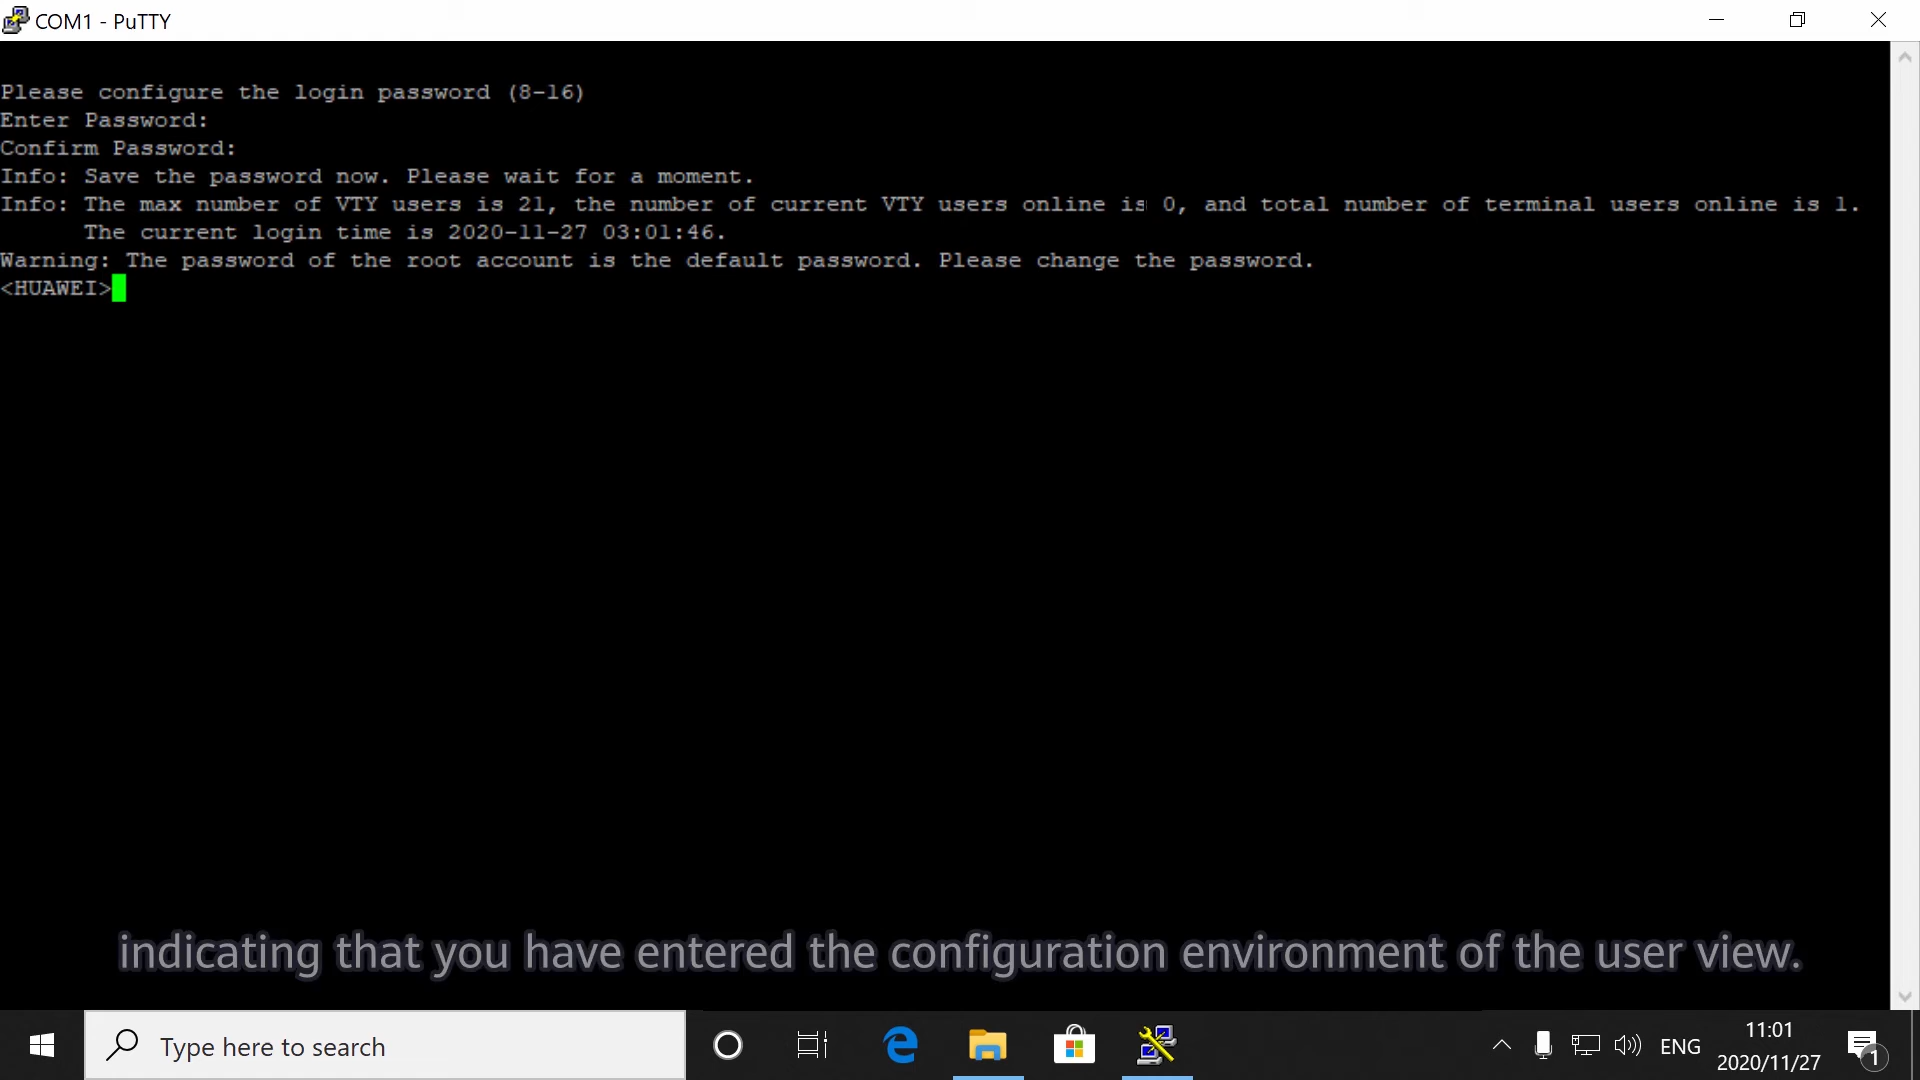 COM1 - PuTTY
Please configure the login password (8-16)
Enter Password:
Confirm Password:
Info: Save the password now. Please wait for a moment.
Info: The max number of VTY users is 21, the number of current VTY users online is 0, and total number of terminal users online is 1.
The current login time is 2020-11-27 03:01:46.
Warning: The password of the root account is the default password. Please change the password.
<HUAWEI>
indicating that you have entered the configuration environment of the user view.
Type here to search
ENG
11:01
2020/11/27
1